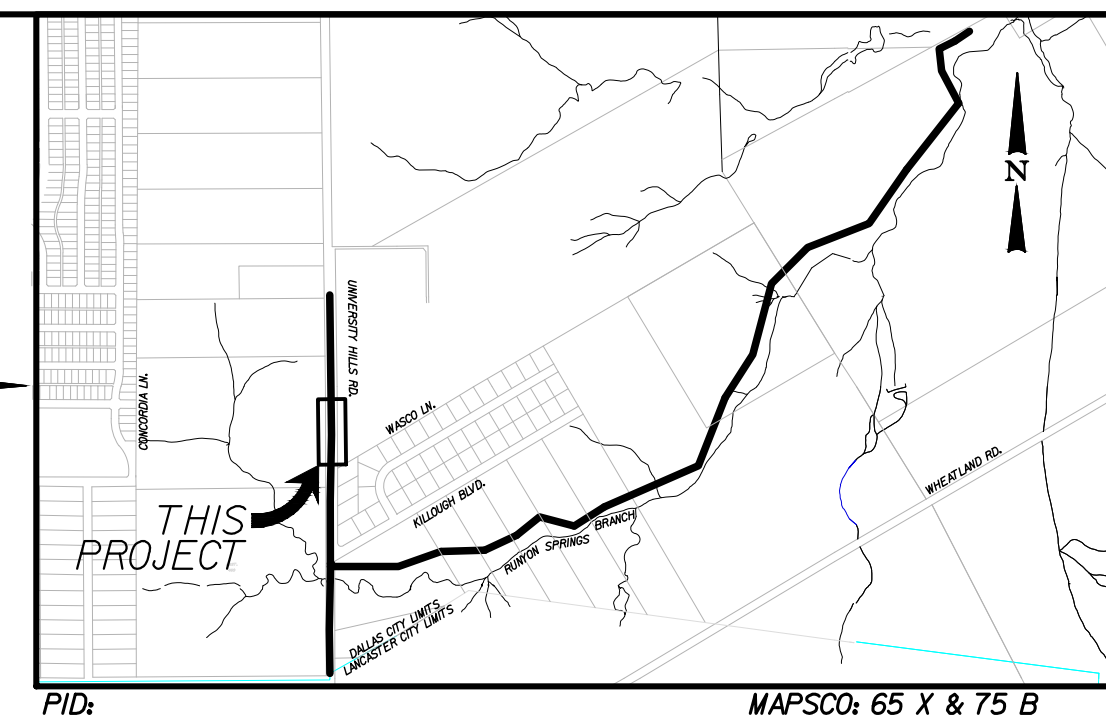 N
UNIVERSITY HILLS RD.
CONCORDIA LN.
WASCO LN.
KILLOUGH BLVD.
WHEATLAND RD.
THIS
PROJECT
RUNYON SPRINGS BRANCH
DALLAS CITY LIMITS
LANCASTER CITY LIMITS
PID:
MAPSCO: 65 X & 75 B